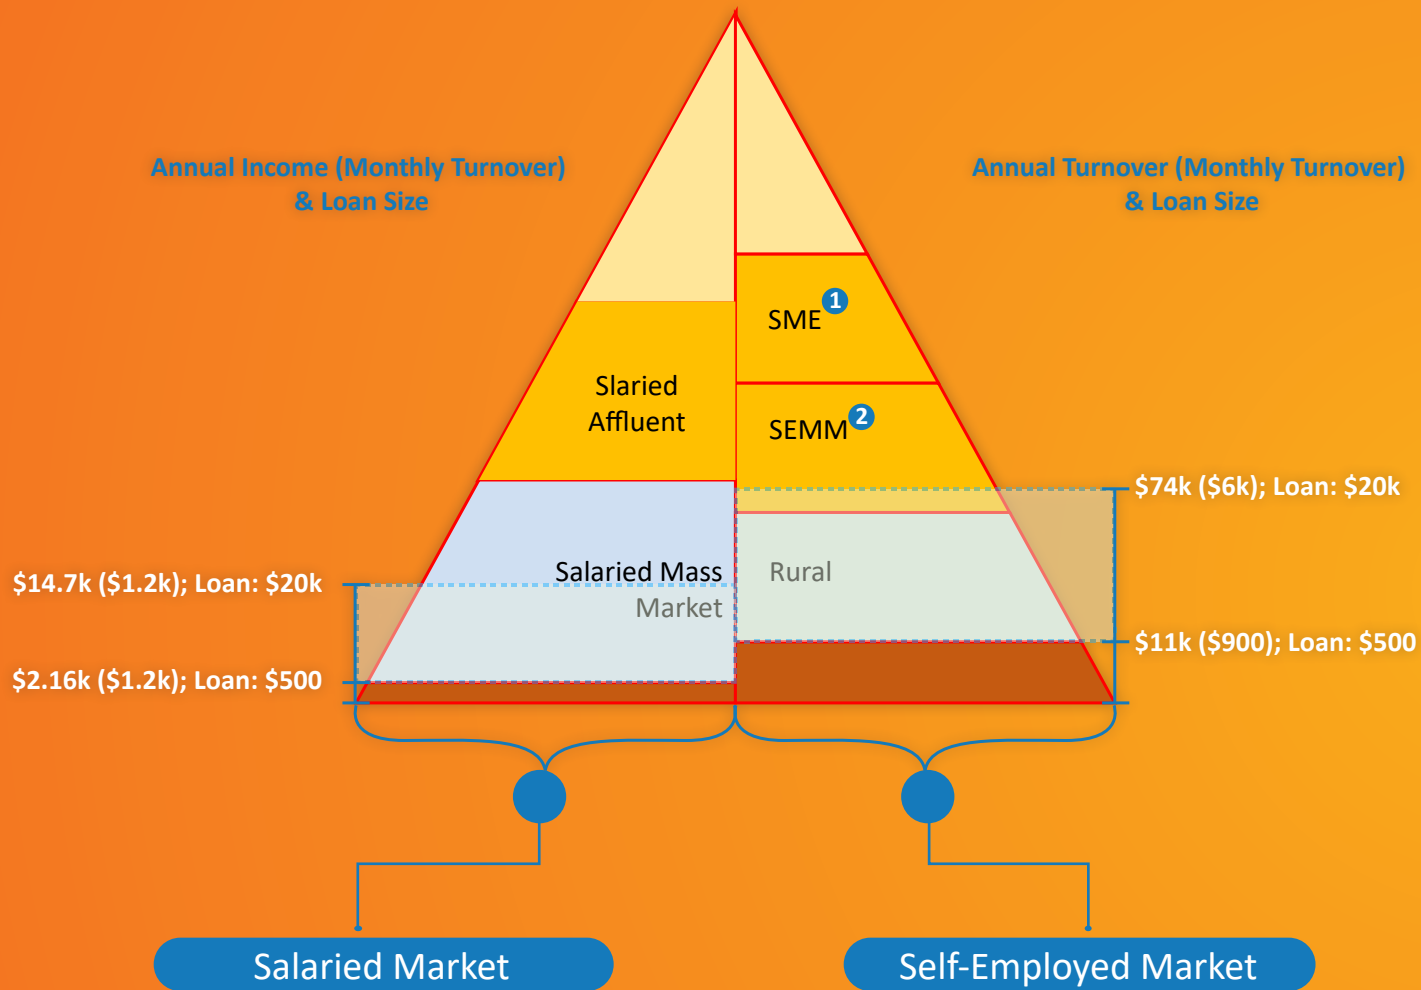 Annual Income (Monthly Turnover)
& Loan Size
Annual Turnover (Monthly Turnover)
& Loan Size
SME 1
Slaried
Affluent
SEMM 2
$74k ($6k); Loan: $20k
Salaried Mass
Market
Rural
$14.7k ($1.2k); Loan: $20k
$11k ($900); Loan: $500
$2.16k ($1.2k); Loan: $500
Salaried Market
Self-Employed Market